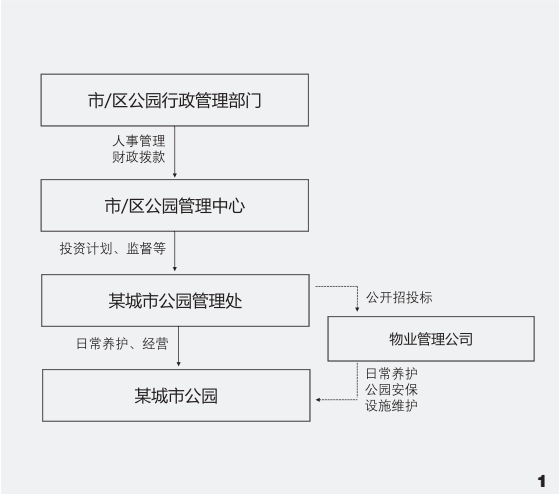 市/区公园行政管理部门
人事管理
财政拨款
市/区公园管理中心
投资计划、监督等
某城市公园管理处
公开招投标
物业管理公司
日常养护、经营
日常养护
公园安保
设施维护
某城市公园
1